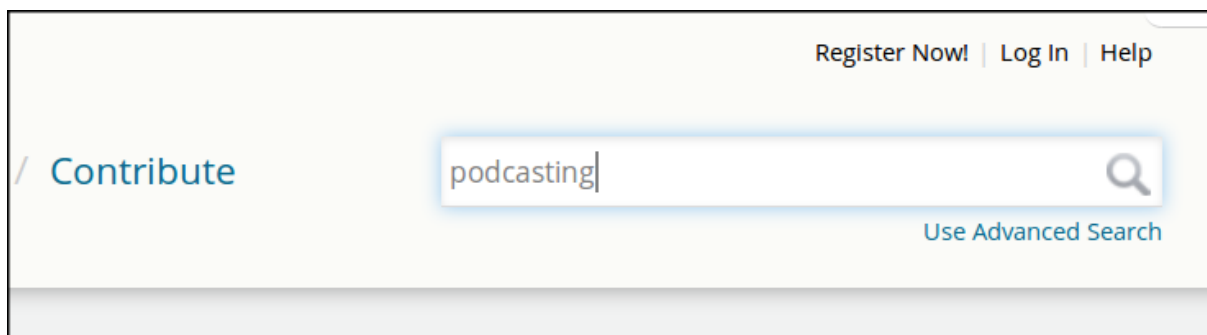 Register Now! | Log In | Help
/ Contribute
podcasting
Use Advanced Search